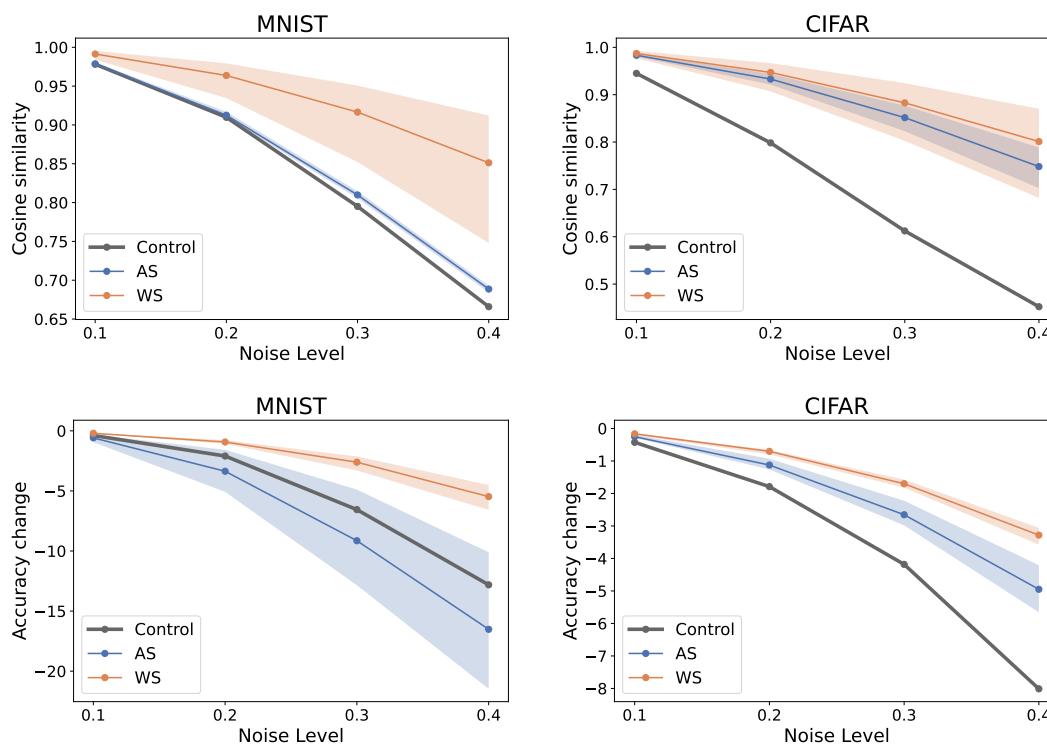 MNIST
Cosine similarity
1.00
0.95
0.90
0.85
0.80
0.75
0.70
0.65
Control
AS
WS
0.1 0.2 0.3 0.4
Noise Level
CIFAR
Cosine similarity
1.0
0.9
0.8
0.7
0.6
0.5
Control
AS
WS
0.1 0.2 0.3 0.4
Noise Level
MNIST
Accuracy change
0
−5
−10
−15
−20
Control
AS
WS
0.1 0.2 0.3 0.4
Noise Level
CIFAR
Accuracy change
0
−1
−2
−3
−4
−5
−6
−7
−8
Control
AS
WS
0.1 0.2 0.3 0.4
Noise Level